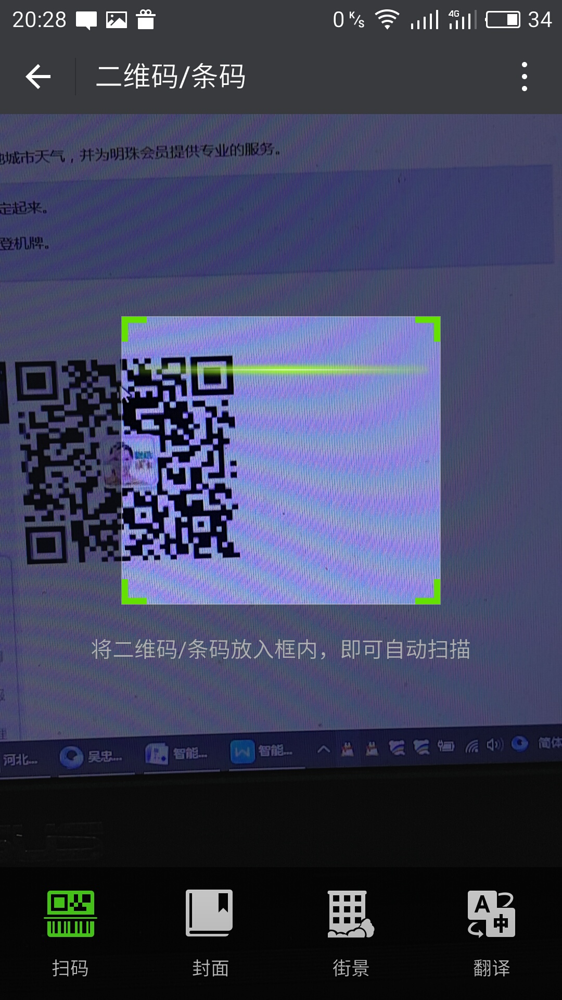 20:28
0 K/s
4G
34
二维码/条码
城市天气，并为明珠会员提供专业的服务。
定起来。
登机牌。
将二维码/条码放入框内，即可自动扫描
河北...
吴忠...
智能...
智能...
简体
扫码
封面
街景
A
中
翻译